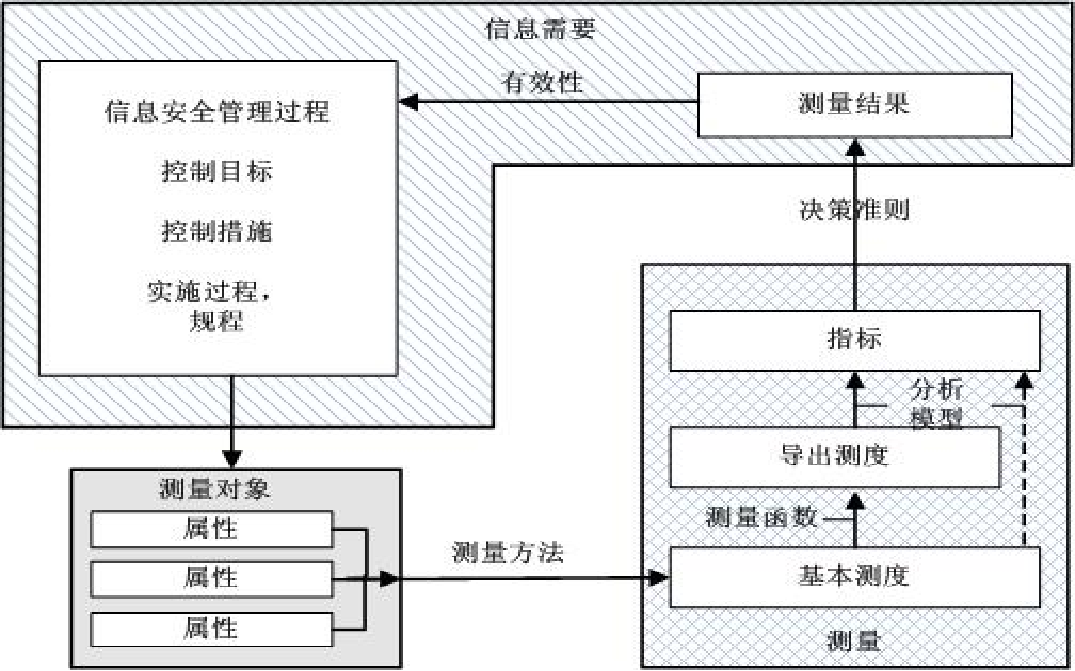 信息需要
信息安全管理过程
控制目标
控制措施
实施过程，
规程
有效性
测量结果
决策准则
指标
分析
模型
导出测度
测量函数
基本测度
测量
测量对象
属性
属性
属性
测量方法